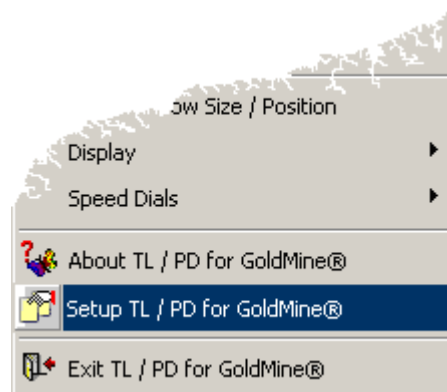 Size / Position
Display
Speed Dials
About TL / PD for GoldMine®
Setup TL / PD for GoldMine®
Exit TL / PD for GoldMine®